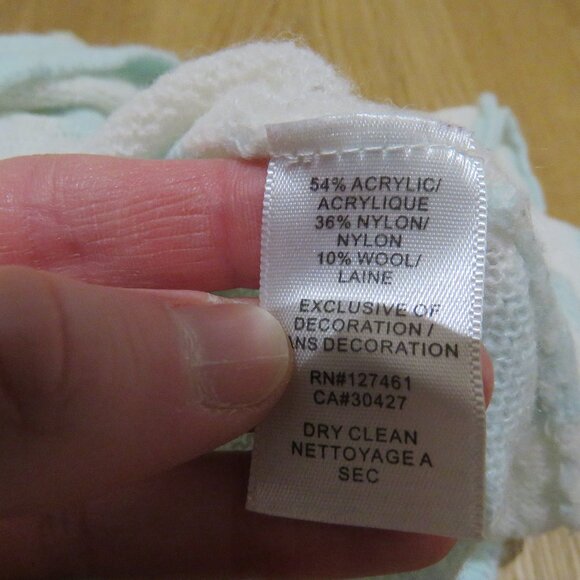 54% ACRYLIC/
ACRYLIQUE
36% NYLON/
NYLON
10% WOOL/
LAINE
EXCLUSIVE OF
DECORATION /
DECORATION
RN#127461
CA#30427
DRY CLEAN
NETTOYAGE A
SEC